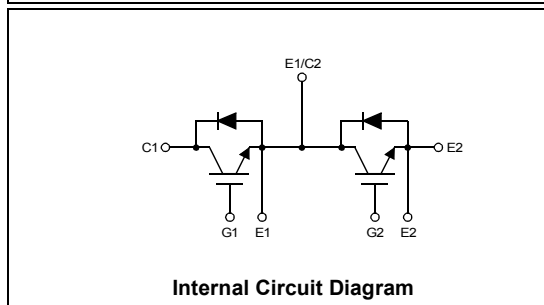 E1/C2
C1 E2
G1 E1 G2 E2
Internal Circuit Diagram